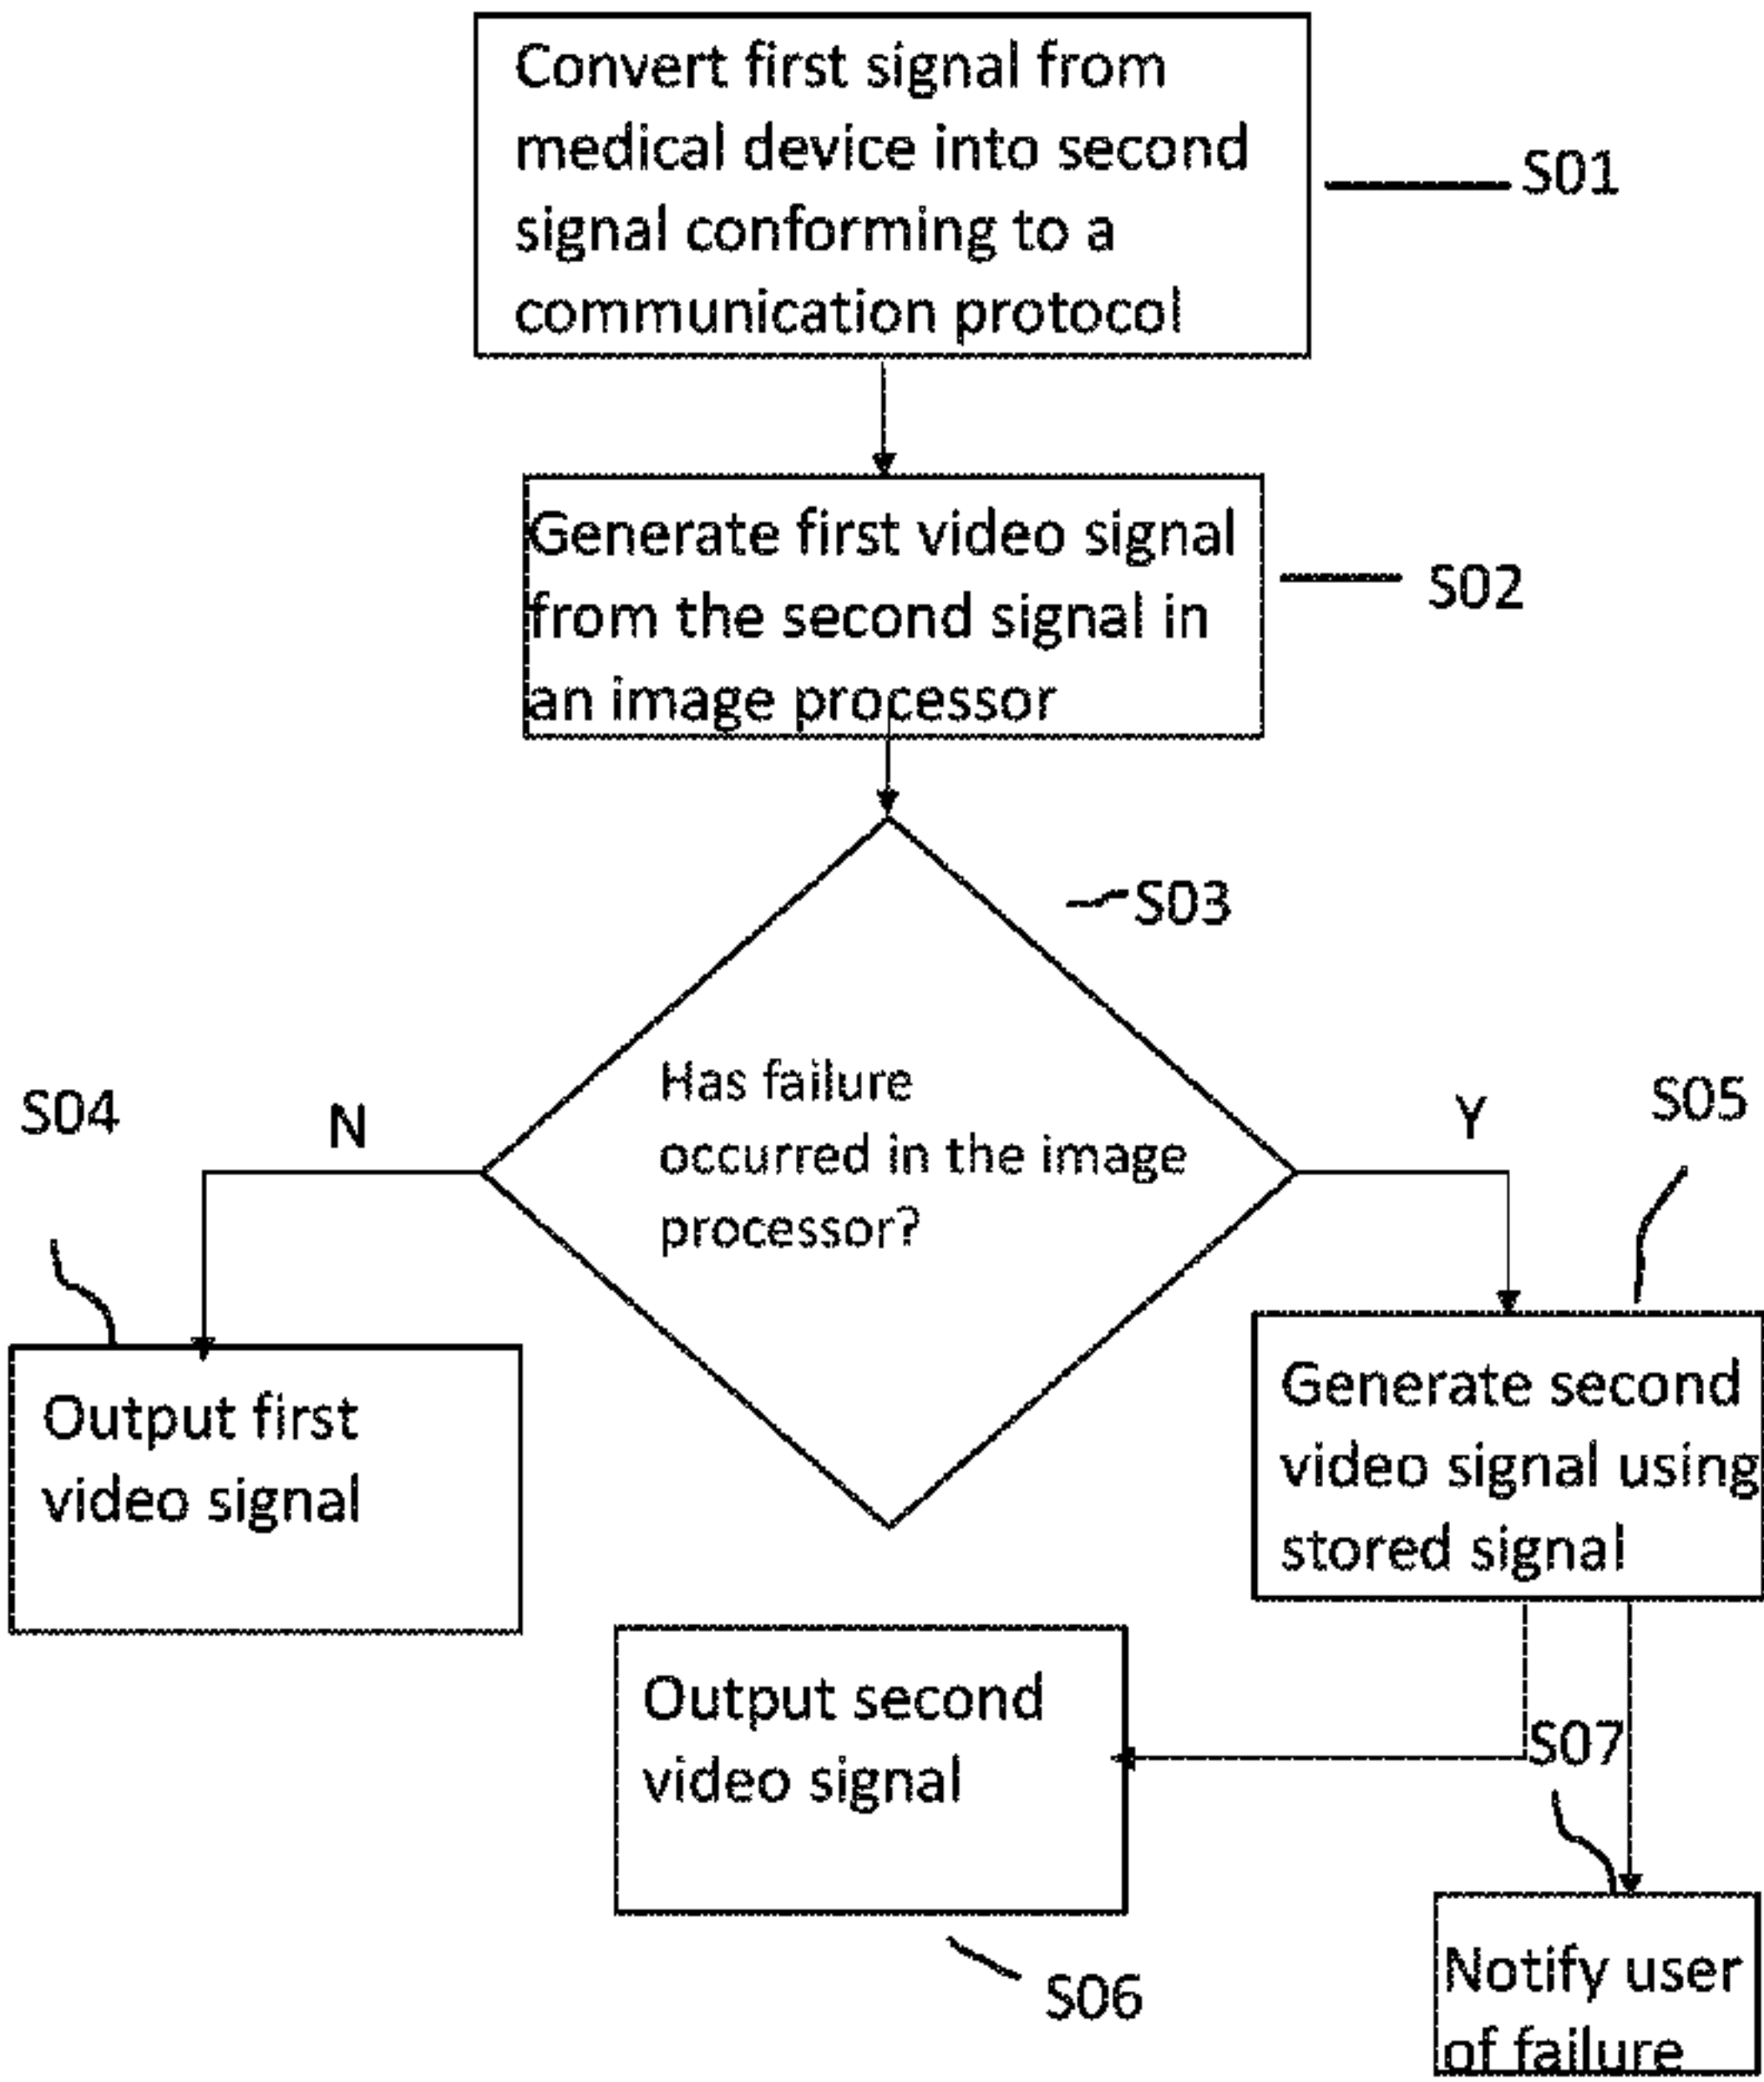 Convert first signal from
medical device into second
signal conforming to a
communication protocol
S01
Generate first video signal
from the second signal in
an image processor
S02
S03
Has failure
occurred in the image
processor?
N
Y
S04
S05
Output first
video signal
Generate second
video signal using
stored signal
Output second
video signal
S07
S06
Notify user
of failure